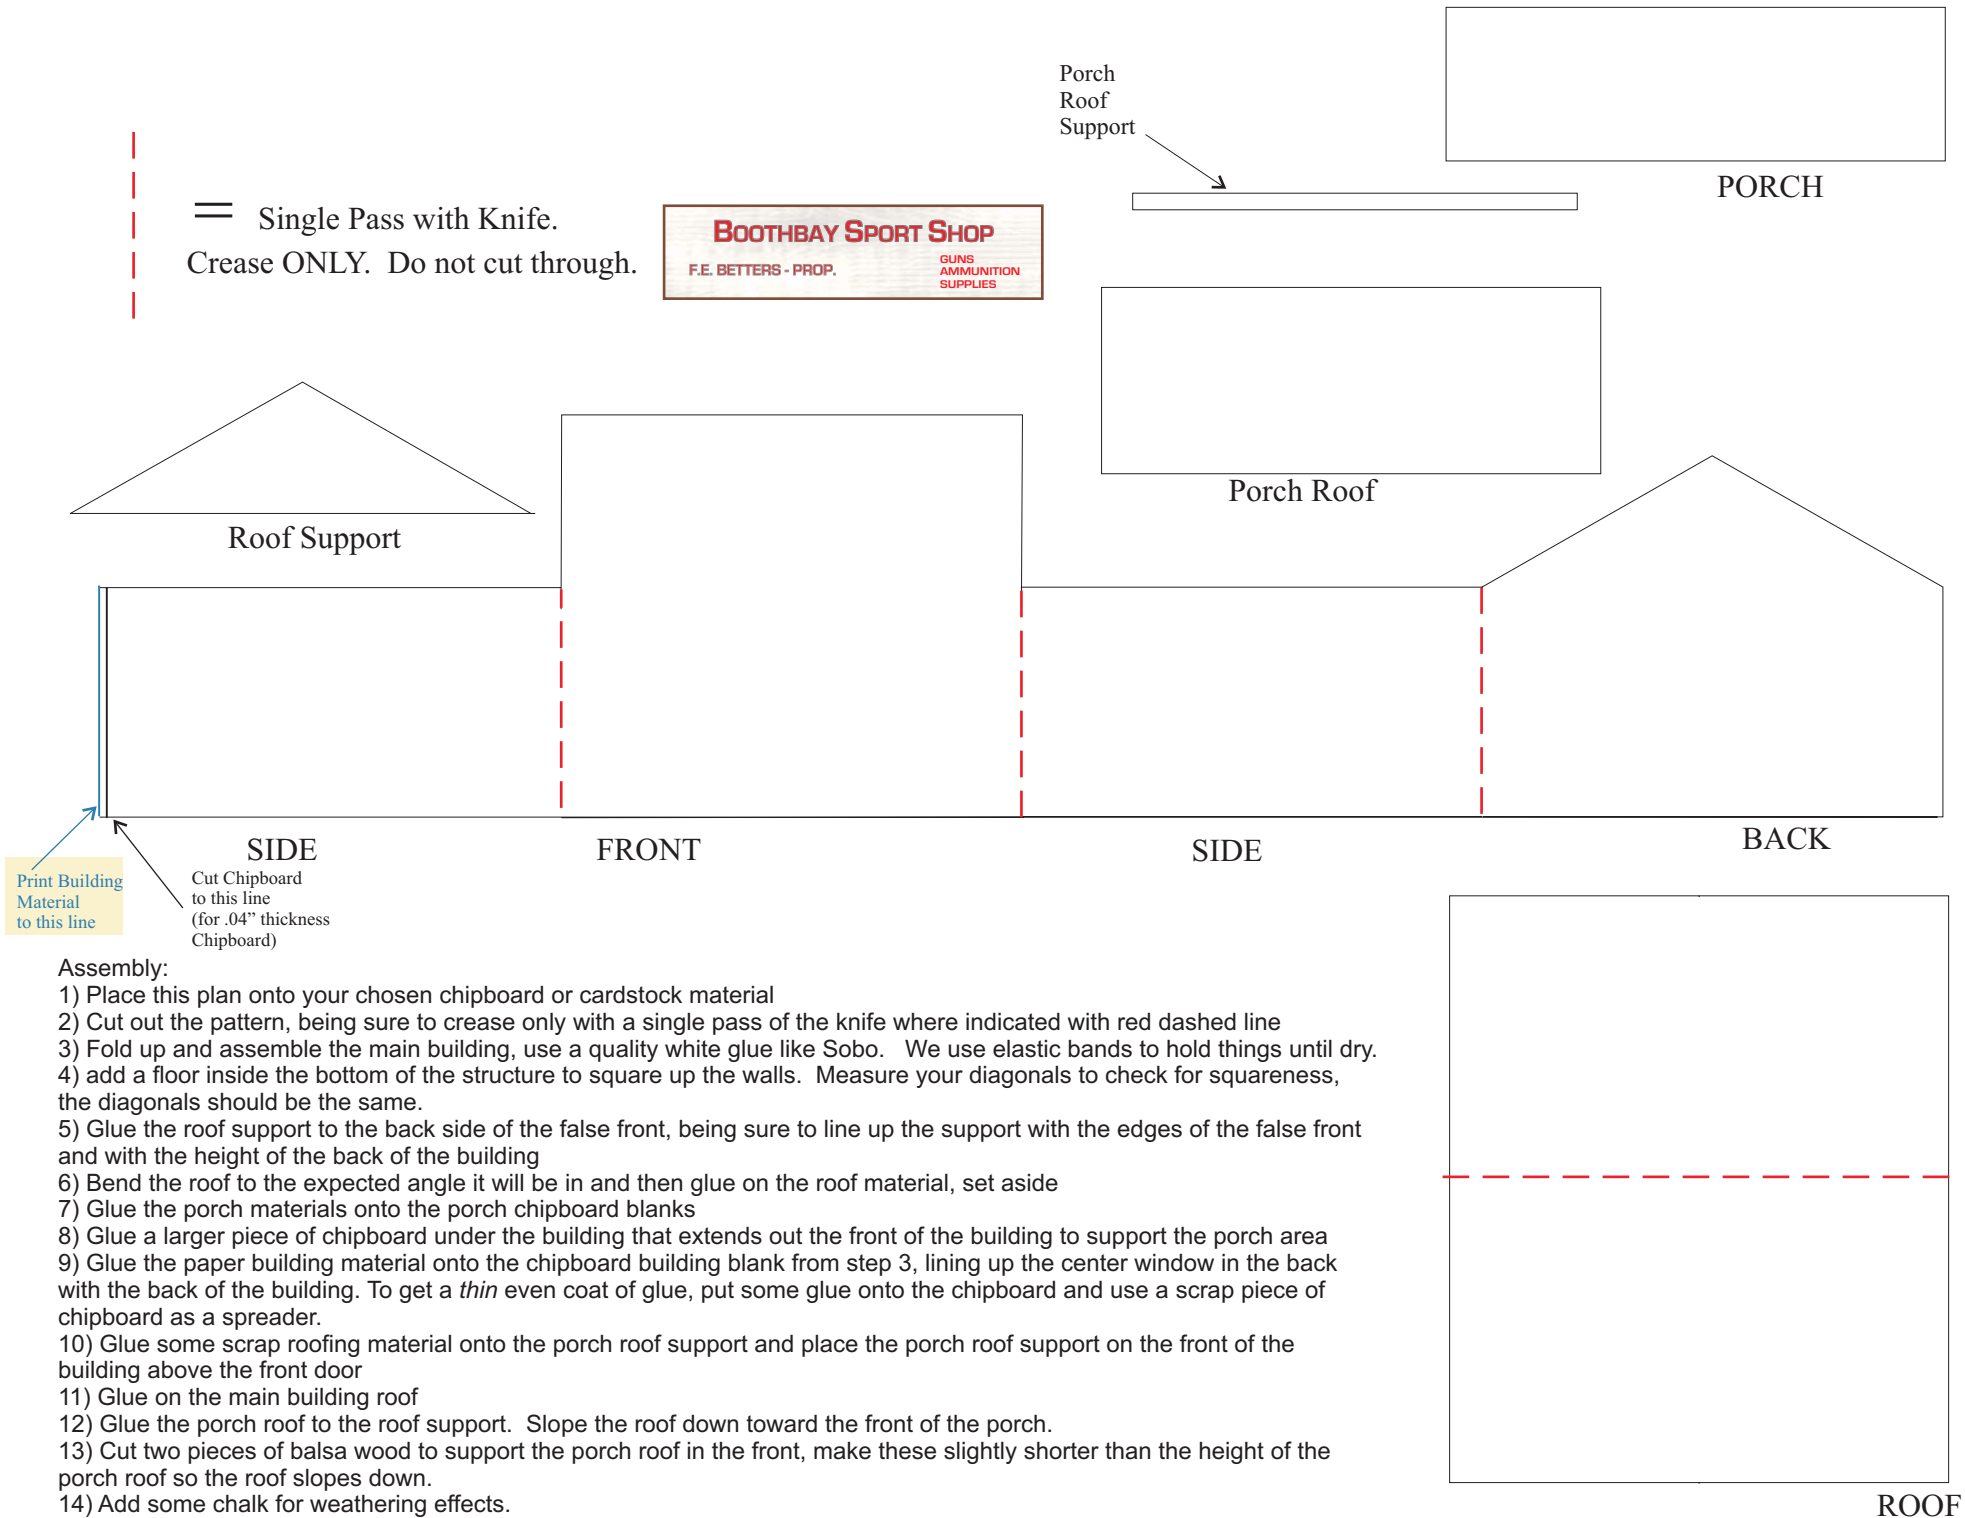 Porch
Roof
Support
PORCH
= Single Pass with Knife.
Crease ONLY.  Do not cut through.
BOOTHBAY SPORT SHOP
F.E. BETTERS - PROP.
GUNS
AMMUNITION
SUPPLIES
Porch Roof
Roof Support
SIDE
FRONT
SIDE
BACK
Print Building
Material
to this line
Cut Chipboard
to this line
(for .04” thickness
Chipboard)
Assembly:
1) Place this plan onto your chosen chipboard or cardstock material
2) Cut out the pattern, being sure to crease only with a single pass of the knife where indicated with red dashed line
3) Fold up and assemble the main building, use a quality white glue like Sobo.   We use elastic bands to hold things until dry.
4) add a floor inside the bottom of the structure to square up the walls.  Measure your diagonals to check for squareness,
the diagonals should be the same.
5) Glue the roof support to the back side of the false front, being sure to line up the support with the edges of the false front
and with the height of the back of the building
6) Bend the roof to the expected angle it will be in and then glue on the roof material, set aside
7) Glue the porch materials onto the porch chipboard blanks
8) Glue a larger piece of chipboard under the building that extends out the front of the building to support the porch area
9) Glue the paper building material onto the chipboard building blank from step 3, lining up the center window in the back
with the back of the building. To get a thin even coat of glue, put some glue onto the chipboard and use a scrap piece of
chipboard as a spreader.
10) Glue some scrap roofing material onto the porch roof support and place the porch roof support on the front of the
building above the front door
11) Glue on the main building roof
12) Glue the porch roof to the roof support.  Slope the roof down toward the front of the porch.
13) Cut two pieces of balsa wood to support the porch roof in the front, make these slightly shorter than the height of the
porch roof so the roof slopes down.
14) Add some chalk for weathering effects.
ROOF